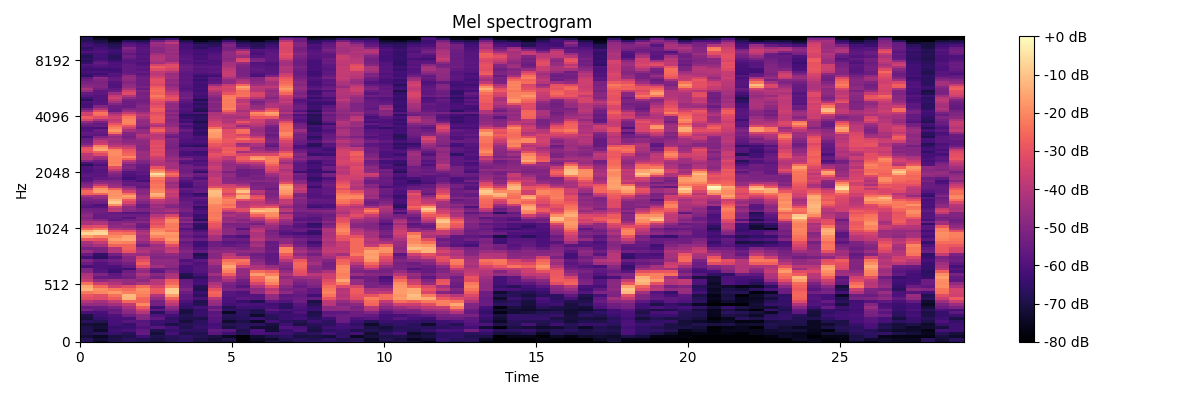 Mel spectrogram
Hz
8192
4096
2048
1024
512
0
0 5 10 15 20 25
Time
+0 dB
-10 dB
-20 dB
-30 dB
-40 dB
-50 dB
-60 dB
-70 dB
-80 dB